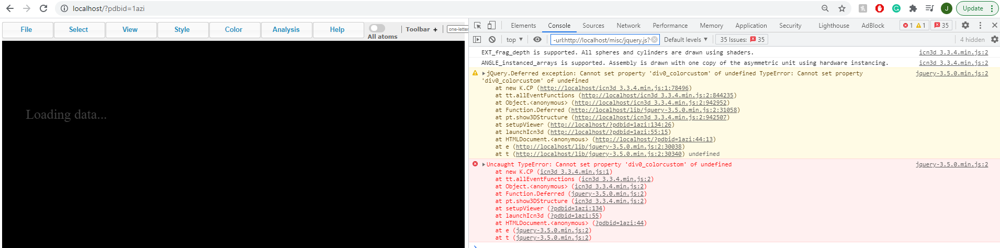 localhost/?pdbid=1azi
J
Update
File Select View Style Color Analysis Help All atoms Toolbar + one-letter
Elements Console Sources Network Performance Memory Application Security Lighthouse AdBlock 1 1 35
top -url:http://localhost/misc/jquery.js? Default levels 35 Issues: 35 4 hidden
Loading data...
EXT_frag_depth is supported. All spheres and cylinders are drawn using shaders. icn3d_3.3.4.min.js:2
ANGLE_instanced_arrays is supported. Assembly is drawn with one copy of the asymmetric unit using hardware instancing. icn3d_3.3.4.min.js:2
jQuery.Deferred exception: Cannot set property 'div0_colorcustom' of undefined TypeError: Cannot set property jquery-3.5.0.min.js:2
'div0_colorcustom' of undefined
at new K.CP (http://localhost/icn3d_3.3.4.min.js:1:78496)
at tt.allEventFunctions (http://localhost/icn3d_3.3.4.min.js:2:844235)
at Object.<anonymous> (http://localhost/icn3d_3.3.4.min.js:2:942952)
at Function.Deferred (http://localhost/lib/jquery-3.5.0.min.js:2:31058)
at pt.show3DStructure (http://localhost/icn3d_3.3.4.min.js:2:942507)
at setupViewer (http://localhost/?pdbid=1azi:134:26)
at launchIcn3d (http://localhost/?pdbid=1azi:55:15)
at HTMLDocument.<anonymous> (http://localhost/?pdbid=1azi:44:13)
at e (http://localhost/lib/jquery-3.5.0.min.js:2:30038)
at t (http://localhost/lib/jquery-3.5.0.min.js:2:30340) undefined
Uncaught TypeError: Cannot set property 'div0_colorcustom' of undefined jquery-3.5.0.min.js:2
at new K.CP (icn3d_3.3.4.min.js:1)
at tt.allEventFunctions (icn3d_3.3.4.min.js:2)
at Object.<anonymous> (icn3d_3.3.4.min.js:2)
at Function.Deferred (jquery-3.5.0.min.js:2)
at pt.show3DStructure (icn3d_3.3.4.min.js:2)
at setupViewer (?pdbid=1azi:134)
at launchIcn3d (?pdbid=1azi:55)
at HTMLDocument.<anonymous> (?pdbid=1azi:44)
at e (jquery-3.5.0.min.js:2)
at t (jquery-3.5.0.min.js:2)